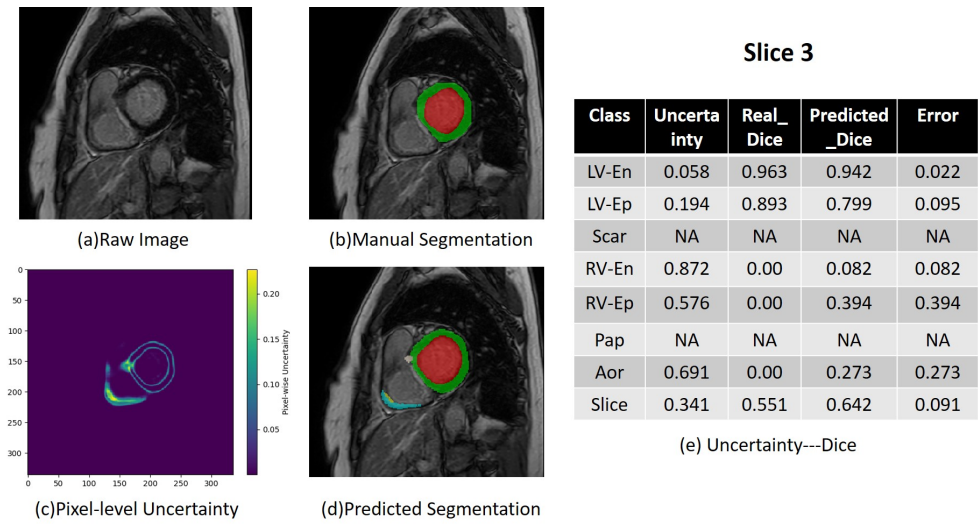 (a)Raw Image
(b)Manual Segmentation
0
50
100
150
200
250
300
0 50 100 150 200 250 300
0.20
0.15
0.10
0.05
Pixel-wise Uncertainty
(c)Pixel-level Uncertainty
(d)Predicted Segmentation
Slice 3
Class Uncerta Real_ Predicted Error
inty Dice _Dice
LV-En 0.058 0.963 0.942 0.022
LV-Ep 0.194 0.893 0.799 0.095
Scar NA NA NA NA
RV-En 0.872 0.00 0.082 0.082
RV-Ep 0.576 0.00 0.394 0.394
Pap NA NA NA NA
Aor 0.691 0.00 0.273 0.273
Slice 0.341 0.551 0.642 0.091
(e) Uncertainty---Dice